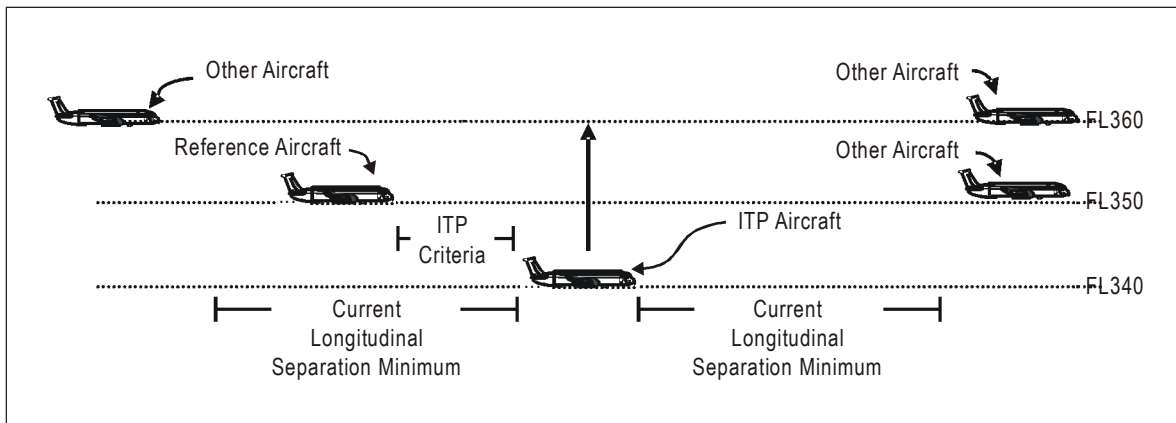 Other Aircraft
Other Aircraft
FL360
Reference Aircraft
Other Aircraft
FL350
ITP
Criteria
ITP Aircraft
FL340
Current
Longitudinal
Separation Minimum
Current
Longitudinal
Separation Minimum